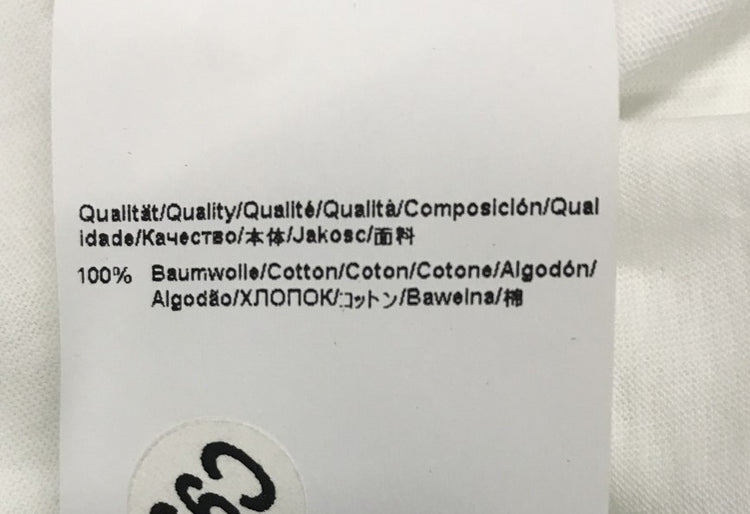 Qualität/Quality/Qualité/Qualità/Composición/Qual
idade/Качество/本体/Jakosc/面料
100% Baumwolle/Cotton/Coton/Cotone/Algodón/
Algodão/ХЛОПОК/コットン/Bawelna/棉